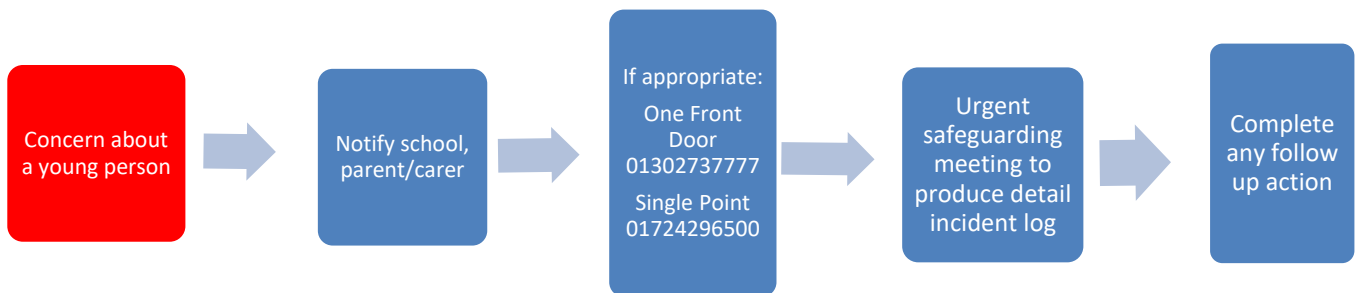 Concern about
a young person
Notify school,
parent/carer
If appropriate:
One Front
Door
01302737777
Single Point
01724296500
Urgent
safeguarding
meeting to
produce detail
incident log
Complete
any follow
up action